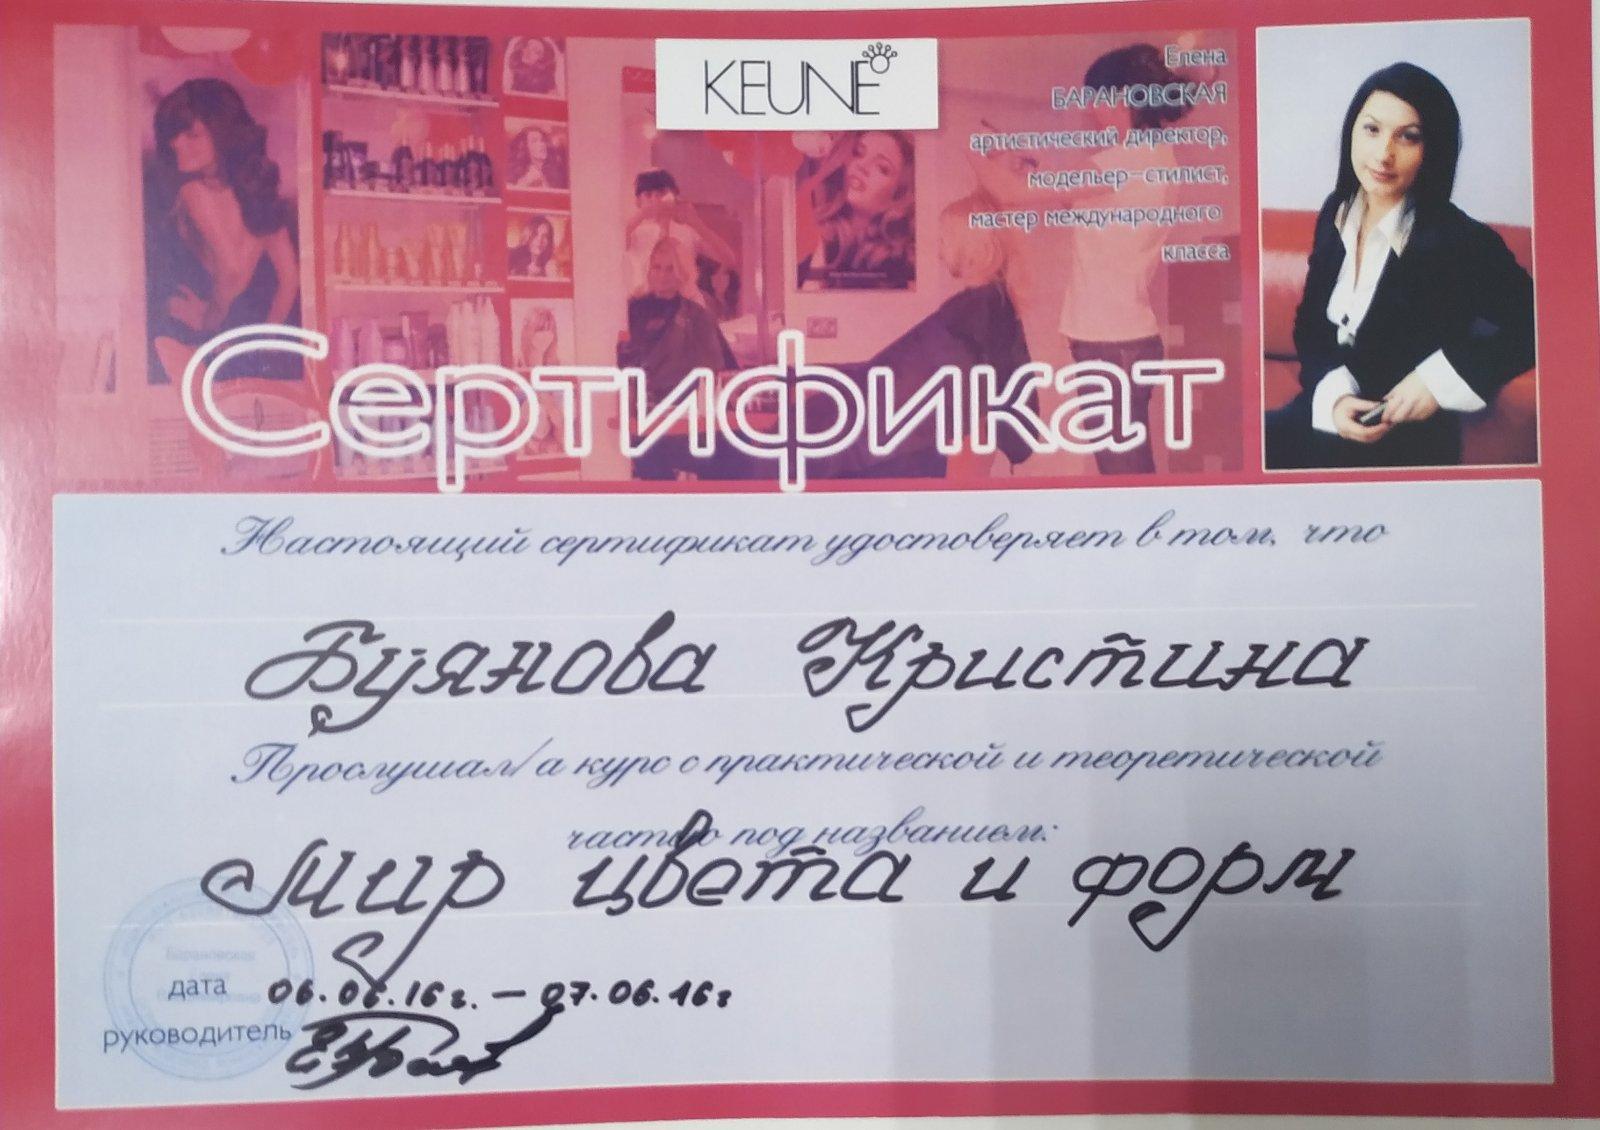 KEUNE
Елена
БАРАНОВСКАЯ
артистический директор,
модельер-стилист,
мастер международного
класса
Сертификат
Настоящий сертификат удостоверяет в том, что
Буянова Кристина
Прослушал/а курс с практической и теоретической
частью под названием:
Мир цвета и форм
Барановская
дата 06.06.16г. – 07.06.16г
руководитель